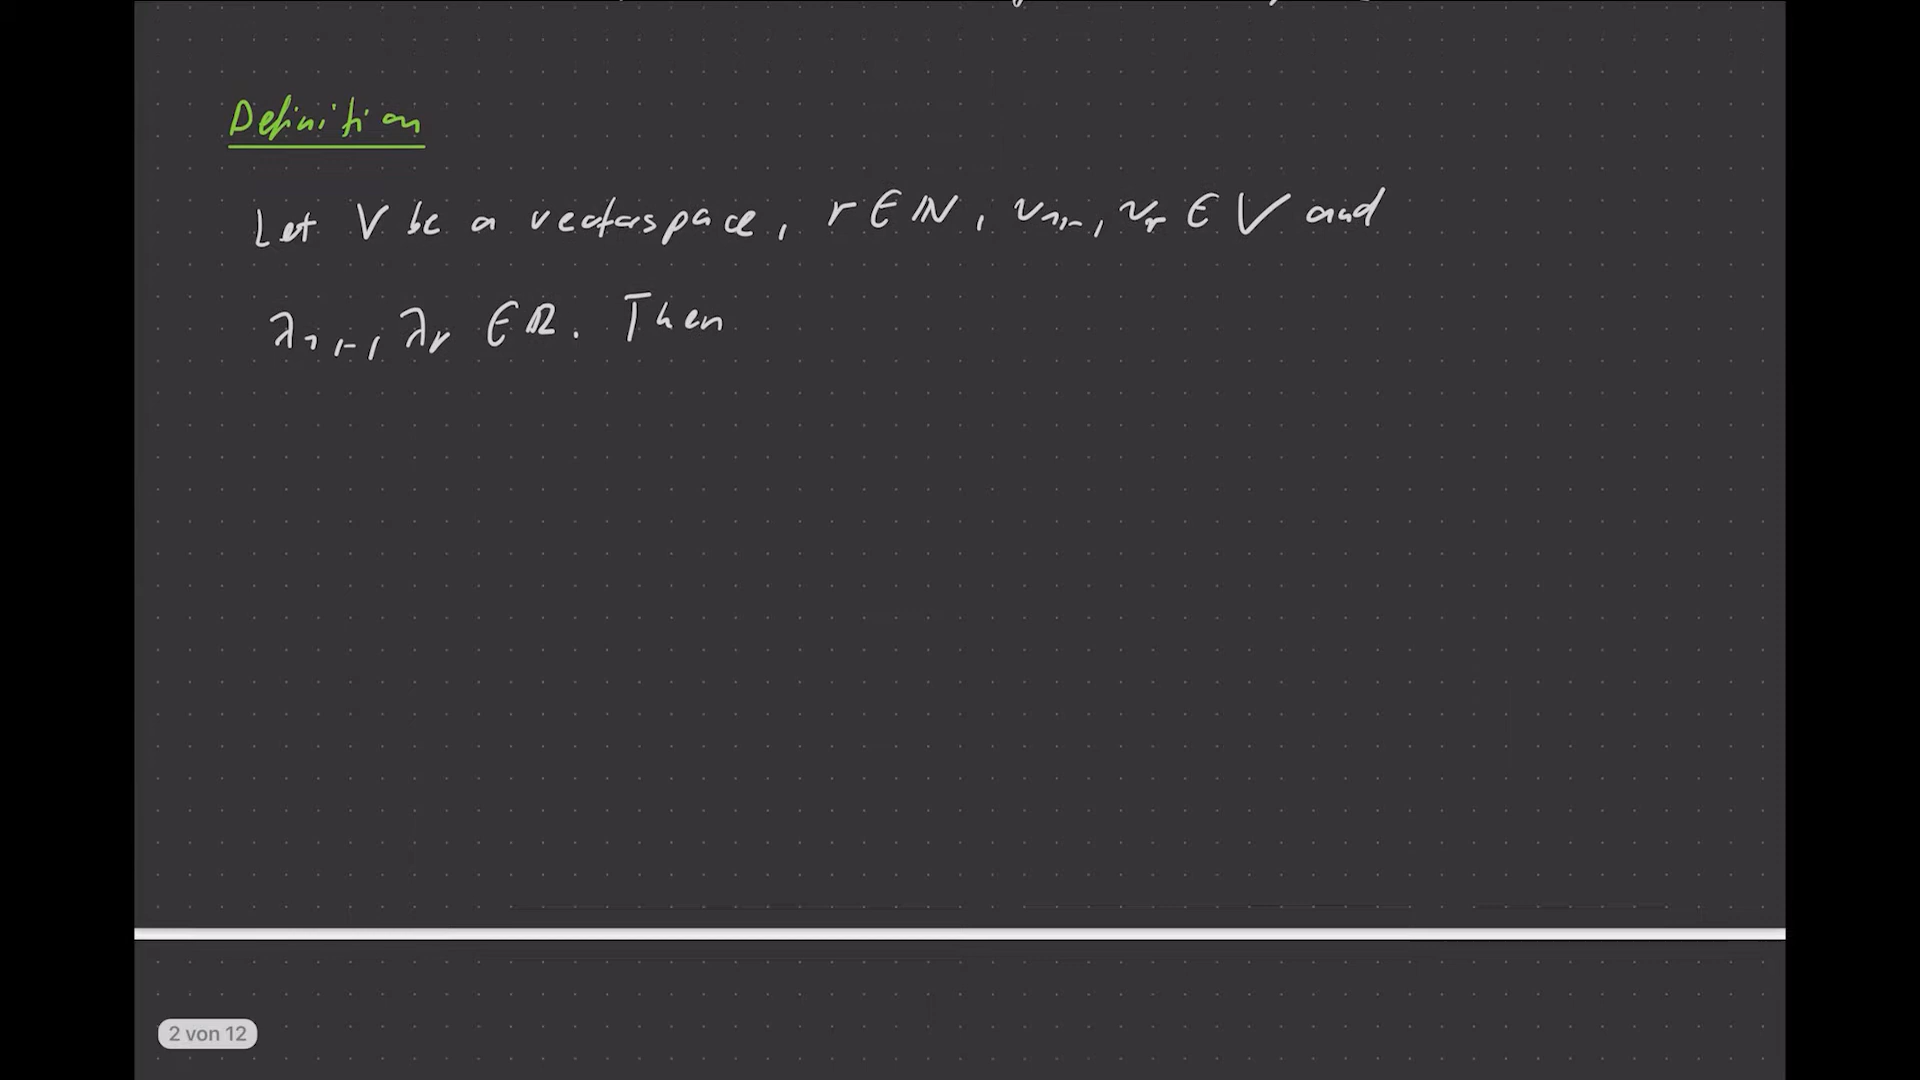 Definition
Let V be a vectorspace, r ∈ ℕ, v₁,…, vᵣ ∈ V and
λ₁,…, λᵣ ∈ ℝ. Then
2 von 12